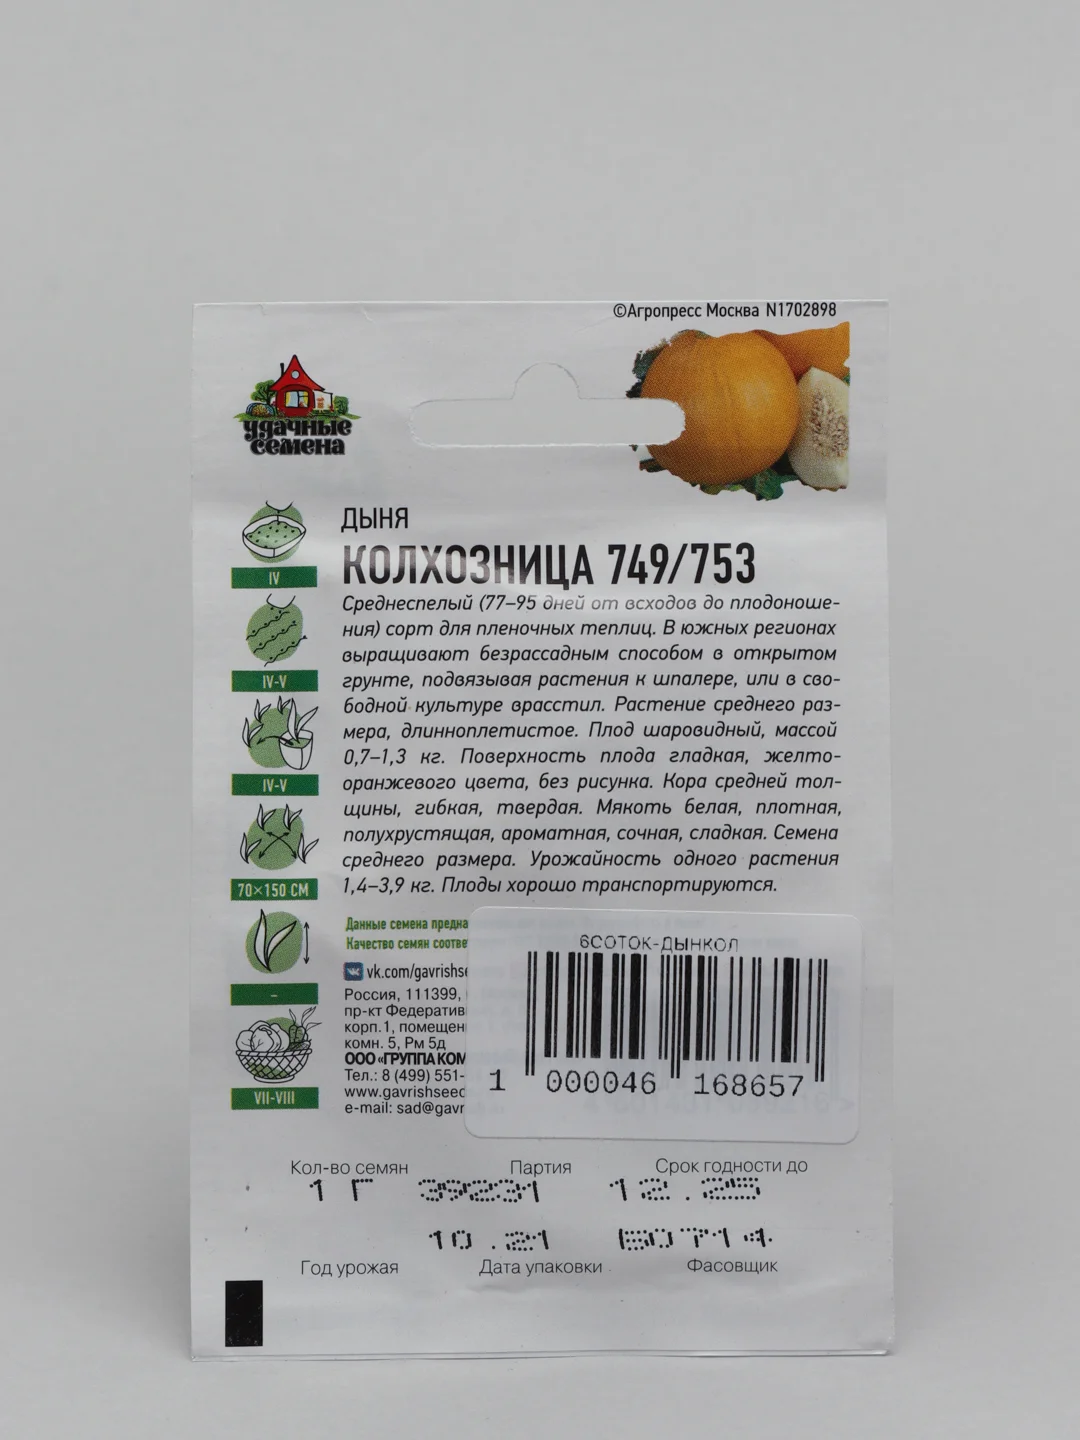 ©Агропресс Москва N1702898
удачные
семена
ДЫНЯ
КОЛХОЗНИЦА 749/753
Среднеспелый (77–95 дней от всходов до плодоноше-
ния) сорт для пленочных теплиц. В южных регионах
выращивают безрассадным способом в открытом
грунте, подвязывая растения к шпалере, или в сво-
бодной культуре врасстил. Растение среднего раз-
мера, длинноплетистое. Плод шаровидный, массой
0,7–1,3 кг. Поверхность плода гладкая, желто-
оранжевого цвета, без рисунка. Кора средней тол-
щины, гибкая, твердая. Мякоть белая, плотная,
полухрустящая, ароматная, сочная, сладкая. Семена
среднего размера. Урожайность одного растения
1,4–3,9 кг. Плоды хорошо транспортируются.
IV
IV-V
IV-V
70×150 СМ
–
VII-VIII
Данные семена предна
Качество семян соотве
vk.com/gavrishse
Россия, 111399,
пр-кт Федератив
корп.1, помещен
комн. 5, Рм 5д
ООО «ГРУППА КОМ
Тел.: 8 (499) 551-
www.gavrishseed
e-mail: sad@gavr
6СОТОК-ДЫНКОЛ
1 000046 168657
Кол-во семян Партия Срок годности до
1 Г 39231 12.25
10.21 Б0714
Год урожая Дата упаковки Фасовщик